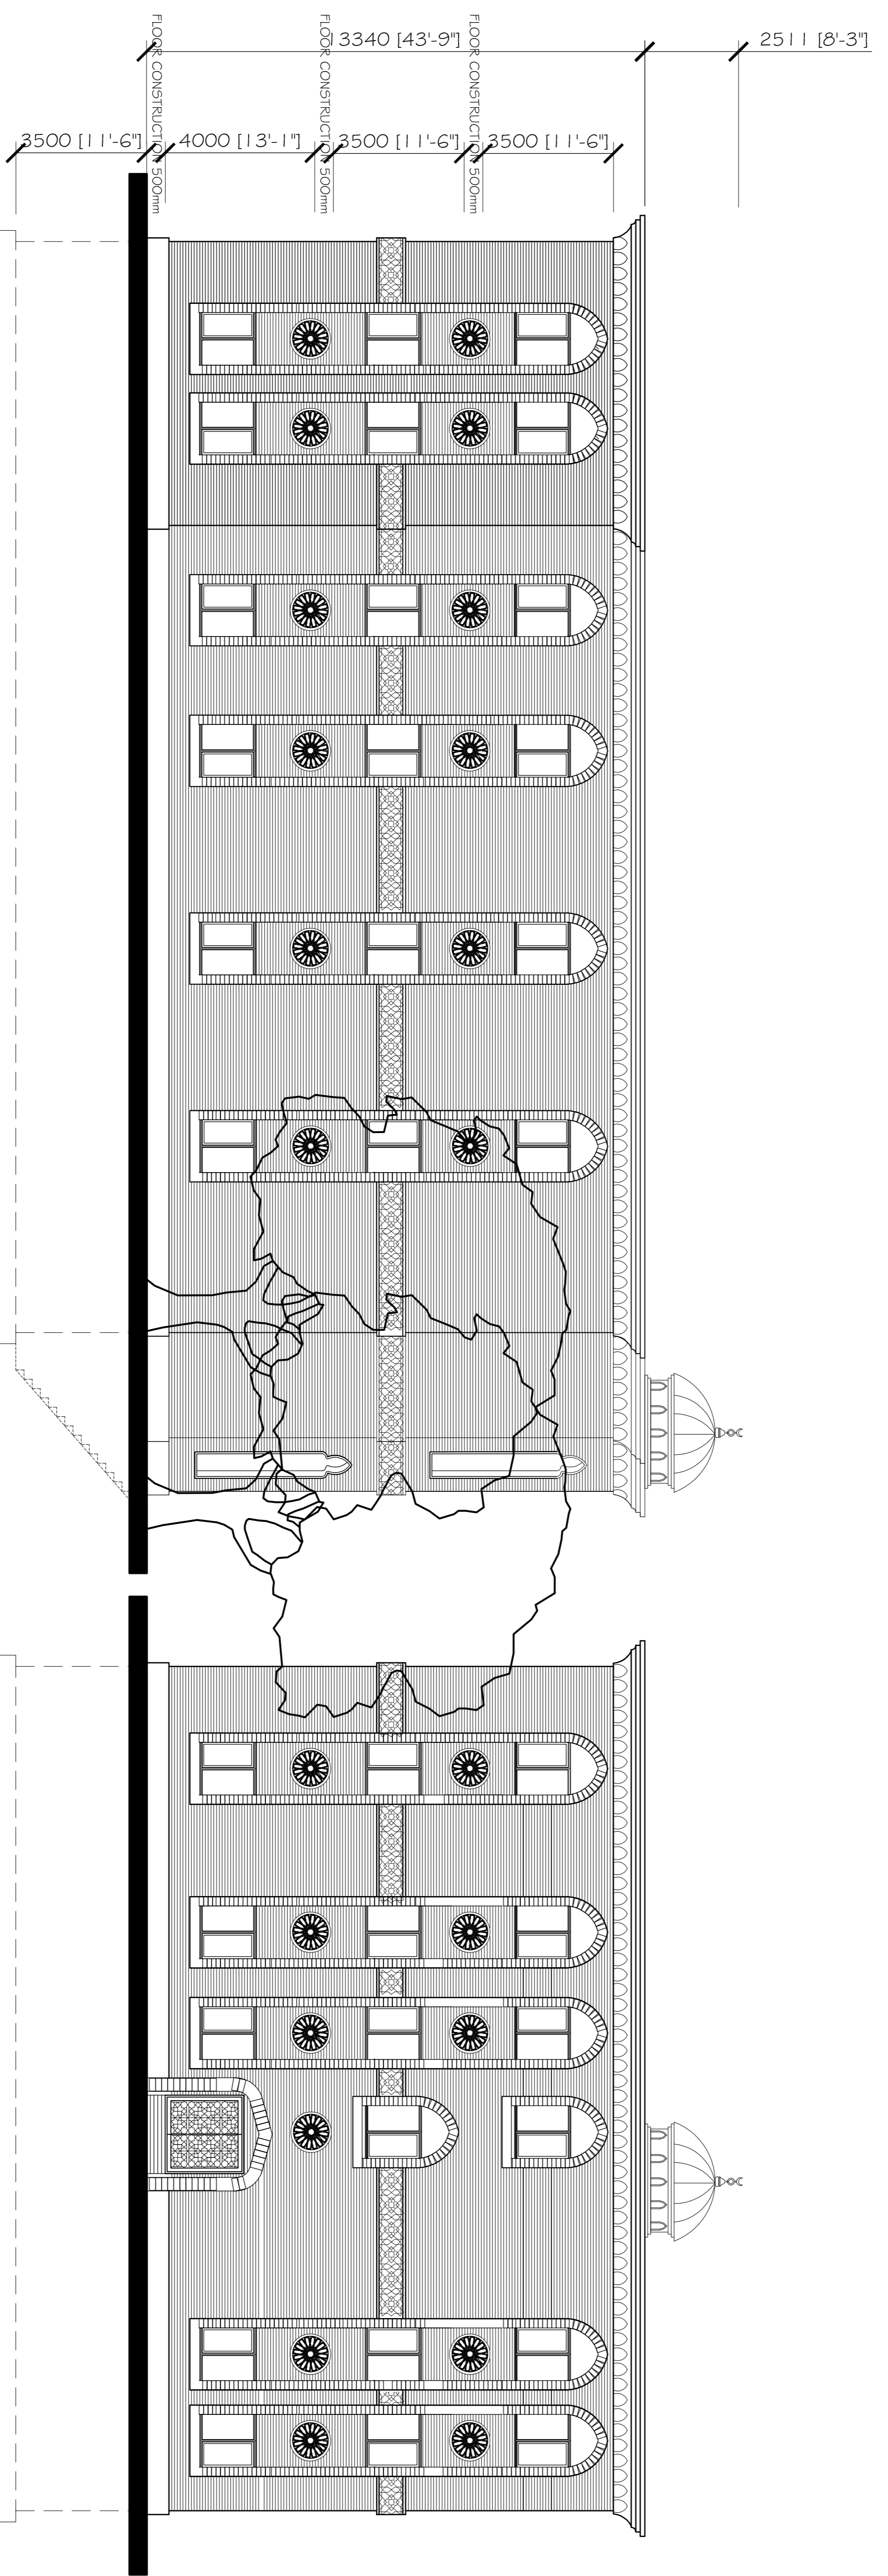 13340 [43'-9"]
2511 [8'-3"]
FLOOR CONSTRUCTION 500mm
FLOOR CONSTRUCTION 500mm
FLOOR CONSTRUCTION 500mm
3500 [11'-6"]
4000 [13'-1"]
3500 [11'-6"]
3500 [11'-6"]